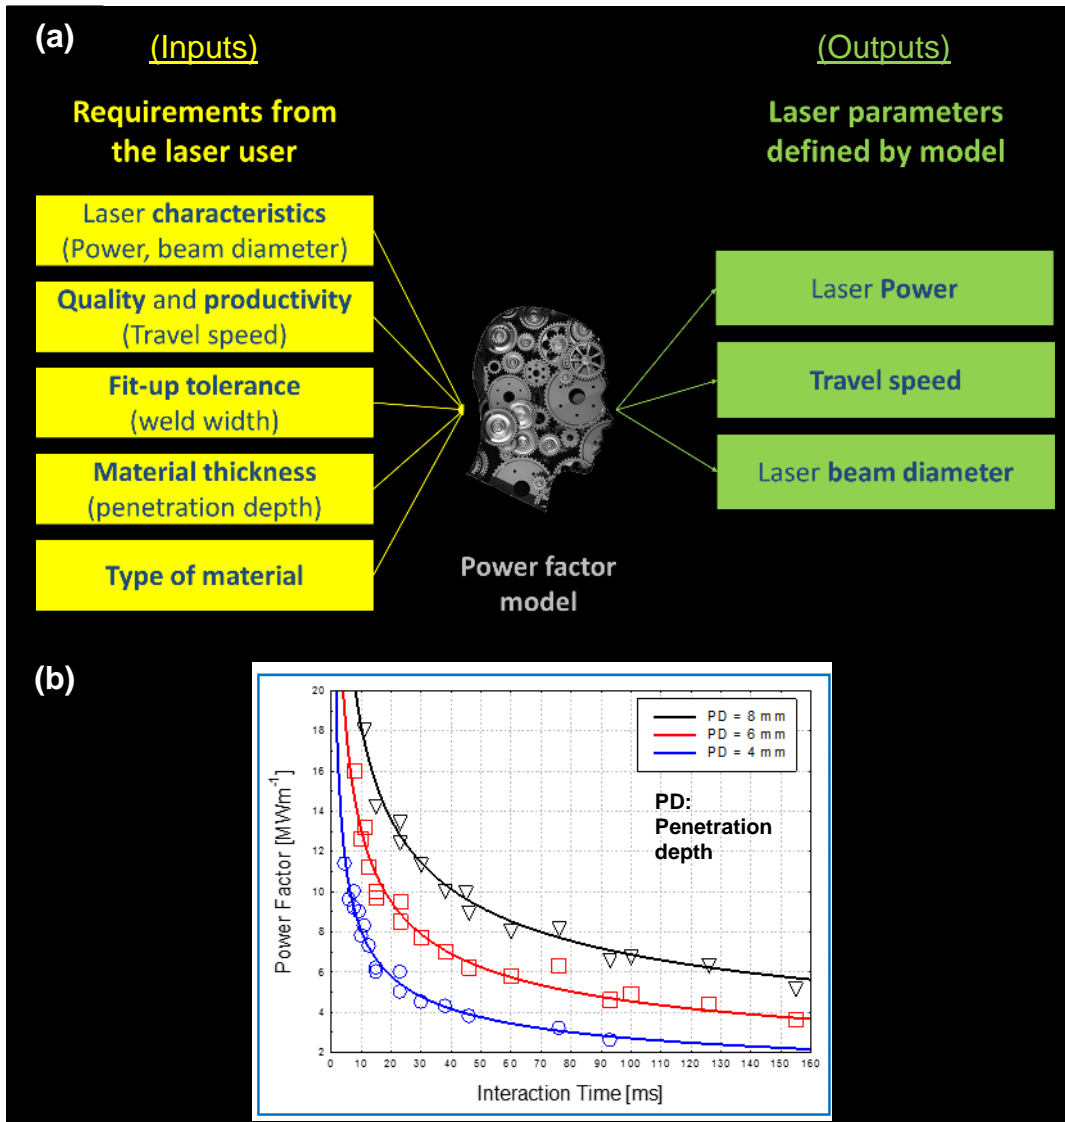 (a)
(Inputs)
(Outputs)
Requirements from
the laser user
Laser parameters
defined by model
Laser characteristics
(Power, beam diameter)
Quality and productivity
(Travel speed)
Fit-up tolerance
(weld width)
Material thickness
(penetration depth)
Type of material
Laser Power
Travel speed
Laser beam diameter
Power factor
model
(b)
20
18
16
14
12
10
8
6
4
2
Power Factor [MWm-1]
PD = 8 mm
PD = 6 mm
PD = 4 mm
PD:
Penetration
depth
0 10 20 30 40 50 60 70 80 90 100 110 120 130 140 150 160
Interaction Time [ms]